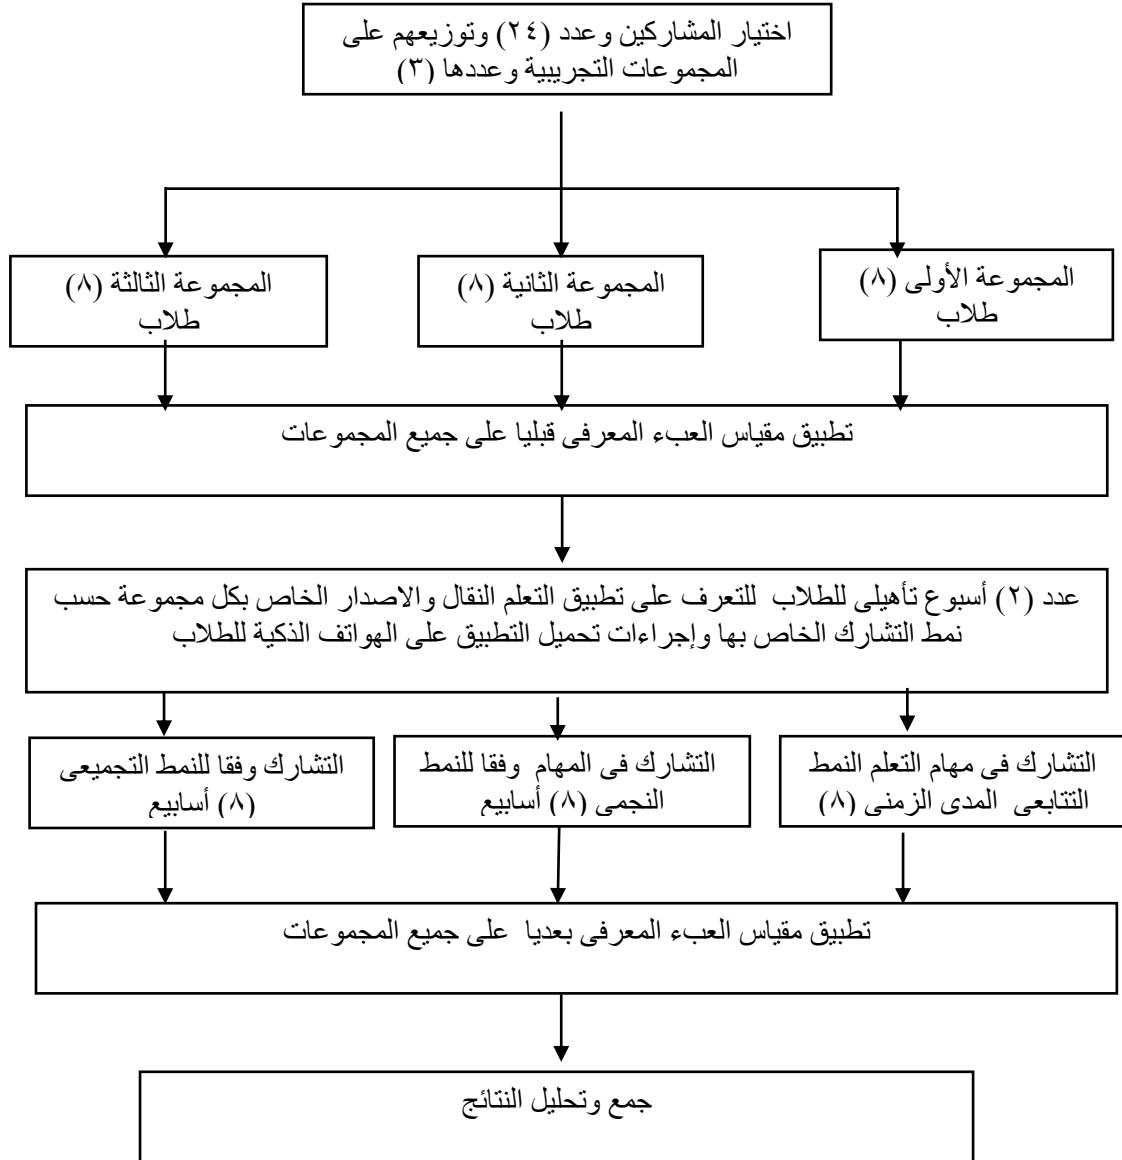 اختيار المشاركين وعدد (٢٤) وتوزيعهم على
المجموعات التجريبية وعددها (٣)
المجموعة الأولى (٨)
طلاب
المجموعة الثانية (٨)
طلاب
المجموعة الثالثة (٨)
طلاب
تطبيق مقياس العبء المعرفى قبليا على جميع المجموعات
عدد (٢) أسبوع تأهيلى للطلاب للتعرف على تطبيق التعلم النقال والاصدار الخاص بكل مجموعة حسب
نمط التشارك الخاص بها وإجراءات تحميل التطبيق على الهواتف الذكية للطلاب
التشارك فى مهام التعلم النمط
التتابعى المدى الزمنى (٨)
التشارك فى المهام وفقا للنمط
النجمى (٨) أسابيع
التشارك وفقا للنمط التجميعى
(٨) أسابيع
تطبيق مقياس العبء المعرفى بعديا على جميع المجموعات
جمع وتحليل النتائج